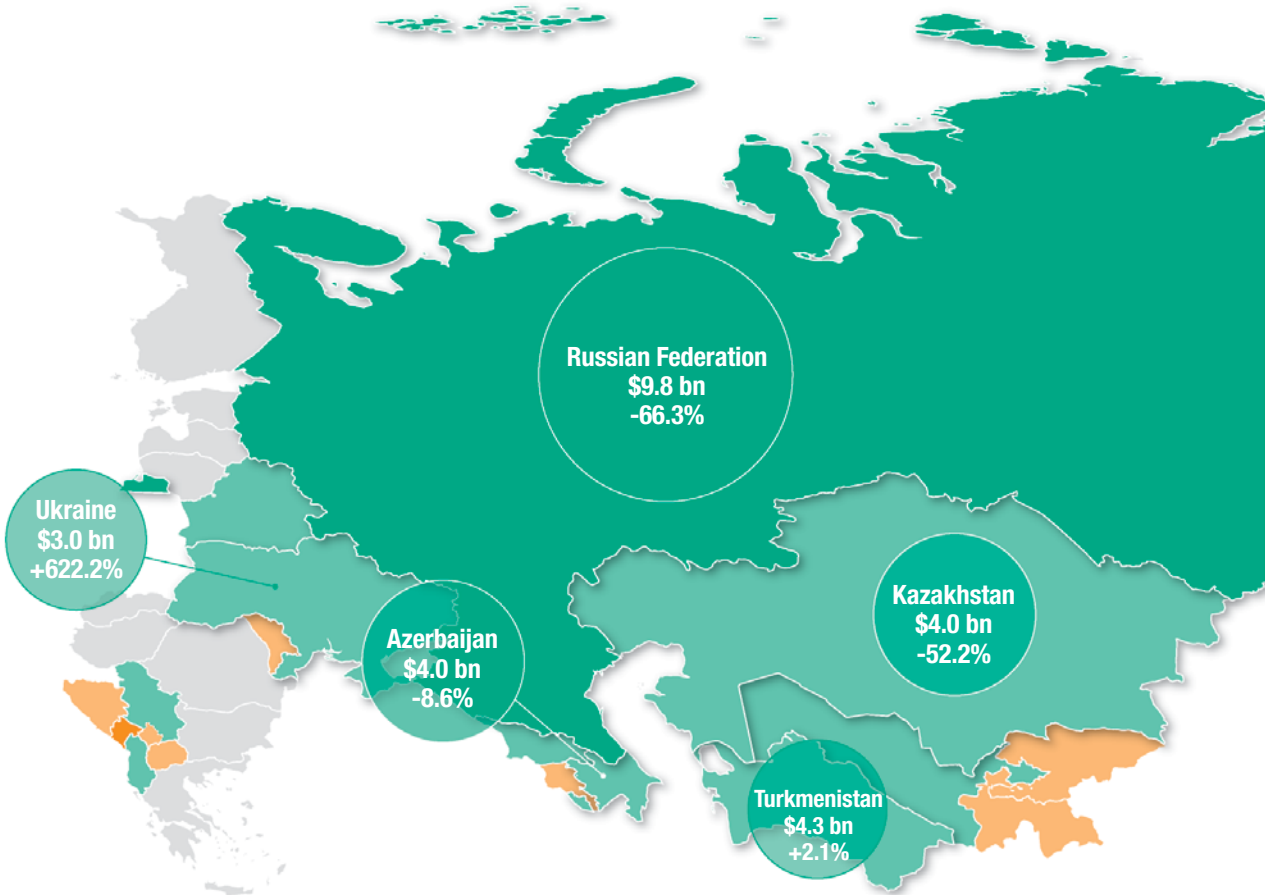 Russian Federation
$9.8 bn
-66.3%
Ukraine
$3.0 bn
+622.2%
Azerbaijan
$4.0 bn
-8.6%
Kazakhstan
$4.0 bn
-52.2%
Turkmenistan
$4.3 bn
+2.1%